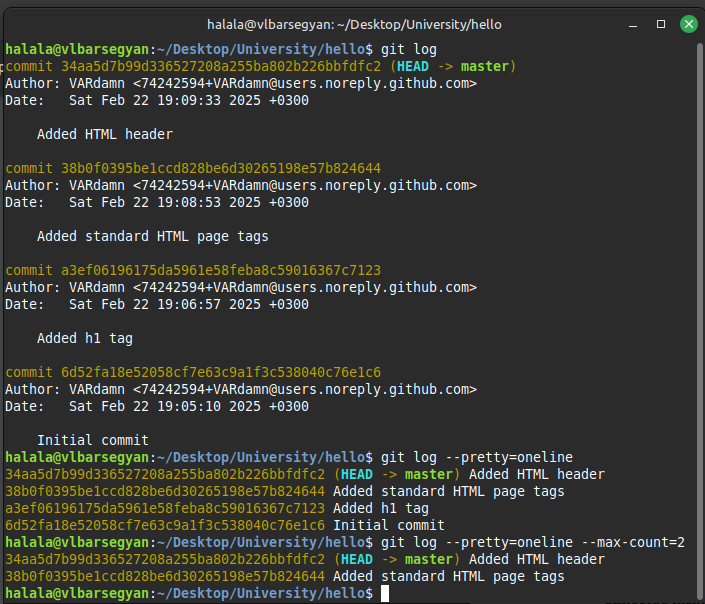 halala@vlbarsegyan: ~/Desktop/University/hello
halala@vlbarsegyan:~/Desktop/University/hello$ git log
commit 34aa5d7b99d336527208a255ba802b226bbfdfc2 (HEAD -> master)
Author: VARdamn <74242594+VARdamn@users.noreply.github.com>
Date:   Sat Feb 22 19:09:33 2025 +0300
    Added HTML header
commit 38b0f0395be1ccd828be6d30265198e57b824644
Author: VARdamn <74242594+VARdamn@users.noreply.github.com>
Date:   Sat Feb 22 19:08:53 2025 +0300
    Added standard HTML page tags
commit a3ef06196175da5961e58feba8c59016367c7123
Author: VARdamn <74242594+VARdamn@users.noreply.github.com>
Date:   Sat Feb 22 19:06:57 2025 +0300
    Added h1 tag
commit 6d52fa18e52058cf7e63c9a1f3c538040c76e1c6
Author: VARdamn <74242594+VARdamn@users.noreply.github.com>
Date:   Sat Feb 22 19:05:10 2025 +0300
    Initial commit
halala@vlbarsegyan:~/Desktop/University/hello$ git log --pretty=oneline
34aa5d7b99d336527208a255ba802b226bbfdfc2 (HEAD -> master) Added HTML header
38b0f0395be1ccd828be6d30265198e57b824644 Added standard HTML page tags
a3ef06196175da5961e58feba8c59016367c7123 Added h1 tag
6d52fa18e52058cf7e63c9a1f3c538040c76e1c6 Initial commit
halala@vlbarsegyan:~/Desktop/University/hello$ git log --pretty=oneline --max-count=2
34aa5d7b99d336527208a255ba802b226bbfdfc2 (HEAD -> master) Added HTML header
38b0f0395be1ccd828be6d30265198e57b824644 Added standard HTML page tags
halala@vlbarsegyan:~/Desktop/University/hello$